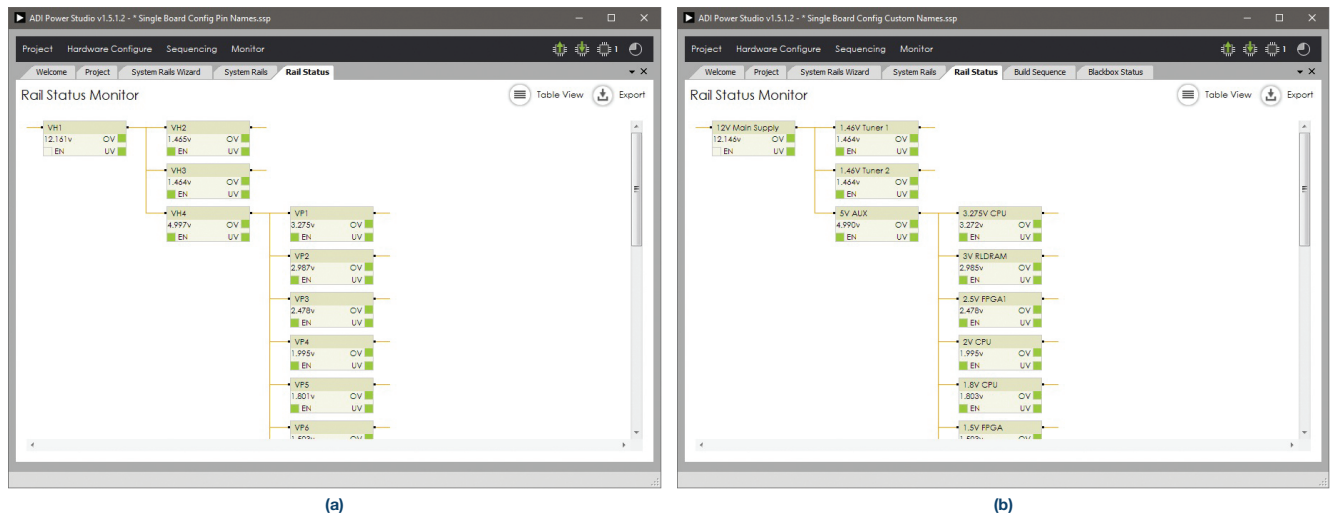 ADI Power Studio v1.5.1.2 - * Single Board Config Pin Names.ssp
Project Hardware Configure Sequencing Monitor
1
Welcome Project System Rails Wizard System Rails Rail Status
Rail Status Monitor
Table View Export
VH1
12.161v OV
EN UV
VH2
1.465v OV
EN UV
VH3
1.464v OV
EN UV
VH4
4.997v OV
EN UV
VP1
3.275v OV
EN UV
VP2
2.987v OV
EN UV
VP3
2.478v OV
EN UV
VP4
1.995v OV
EN UV
VP5
1.801v OV
EN UV
VP6
(a)
ADI Power Studio v1.5.1.2 - * Single Board Config Custom Names.ssp
Project Hardware Configure Sequencing Monitor
1
Welcome Project System Rails Wizard System Rails Rail Status Build Sequence Blackbox Status
Rail Status Monitor
Table View Export
12V Main Supply
12.146v OV
EN UV
1.46V Tuner 1
1.464v OV
EN UV
1.46V Tuner 2
1.464v OV
EN UV
5V AUX
4.990v OV
EN UV
3.275V CPU
3.272v OV
EN UV
3V RLDRAM
2.985v OV
EN UV
2.5V FPGA1
2.478v OV
EN UV
2V CPU
1.995v OV
EN UV
1.8V CPU
1.803v OV
EN UV
1.5V FPGA
(b)